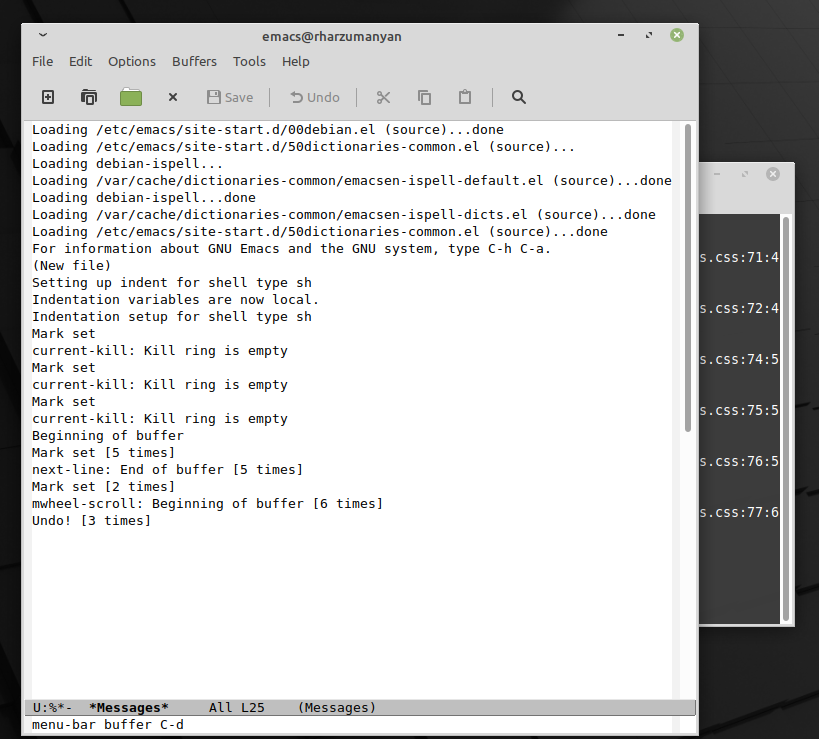 emacs@rharzumanyan
File Edit Options Buffers Tools Help
Save Undo
Loading /etc/emacs/site-start.d/00debian.el (source)...done
Loading /etc/emacs/site-start.d/50dictionaries-common.el (source)...
Loading debian-ispell...
Loading /var/cache/dictionaries-common/emacsen-ispell-default.el (source)...done
Loading debian-ispell...done
Loading /var/cache/dictionaries-common/emacsen-ispell-dicts.el (source)...done
Loading /etc/emacs/site-start.d/50dictionaries-common.el (source)...done
For information about GNU Emacs and the GNU system, type C-h C-a.
(New file)
Setting up indent for shell type sh
Indentation variables are now local.
Indentation setup for shell type sh
Mark set
current-kill: Kill ring is empty
Mark set
current-kill: Kill ring is empty
Mark set
current-kill: Kill ring is empty
Beginning of buffer
Mark set [5 times]
next-line: End of buffer [5 times]
Mark set [2 times]
mwheel-scroll: Beginning of buffer [6 times]
Undo! [3 times]
U:%*-  *Messages*     All L25    (Messages)
menu-bar buffer C-d
s.css:71:4
s.css:72:4
s.css:74:5
s.css:75:5
s.css:76:5
s.css:77:6